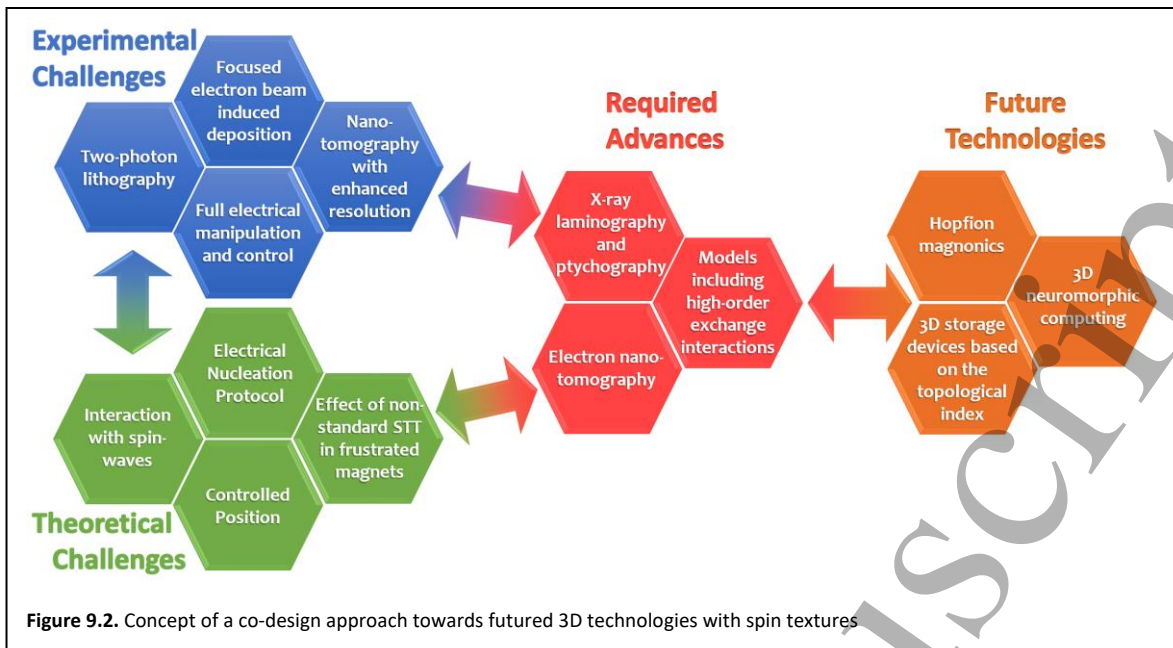 Experimental
Challenges
Focused
electron beam
induced
deposition
Two-photon
lithography
Nano-
tomography
with
enhanced
resolution
Full electrical
manipulation
and control
Electrical
Nucleation
Protocol
Interaction
with spin-
waves
Effect of non-
standard STT
in frustrated
magnets
Controlled
Position
Theoretical
Challenges
Required
Advances
X-ray
laminography
and
ptychography
Models
including
high-order
exchange
interactions
Electron nano-
tomography
Future
Technologies
Hopfion
magnonics
3D
neuromorphic
computing
3D storage
devices based
on the
topological
index
Figure 9.2. Concept of a co-design approach towards futured 3D technologies with spin textures